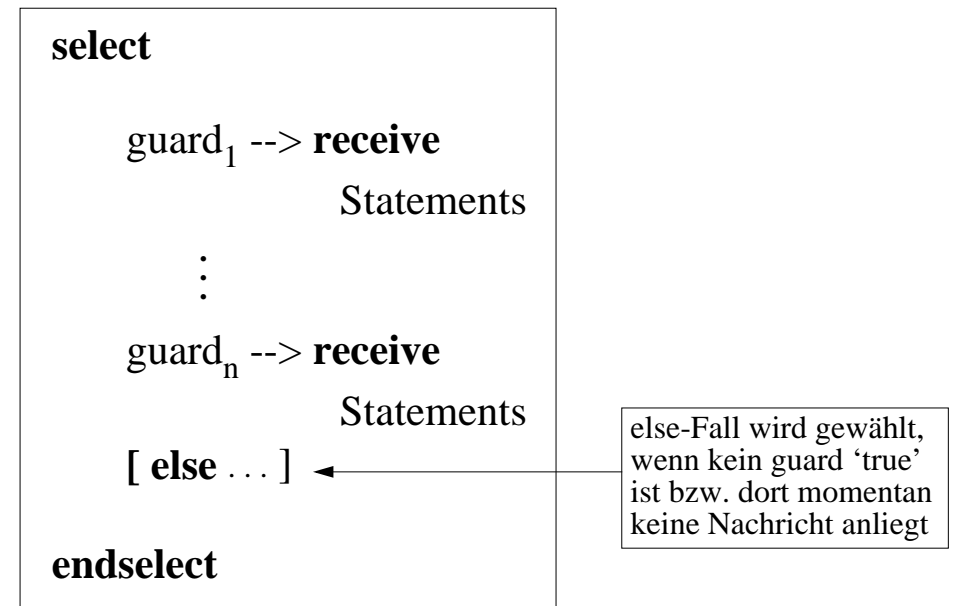 select
guard1 --> receive
Statements
⋮
guardn --> receive
Statements
[ else . . . ]
endselect
else-Fall wird gewählt,
wenn kein guard ‘true’
ist bzw. dort momentan
keine Nachricht anliegt